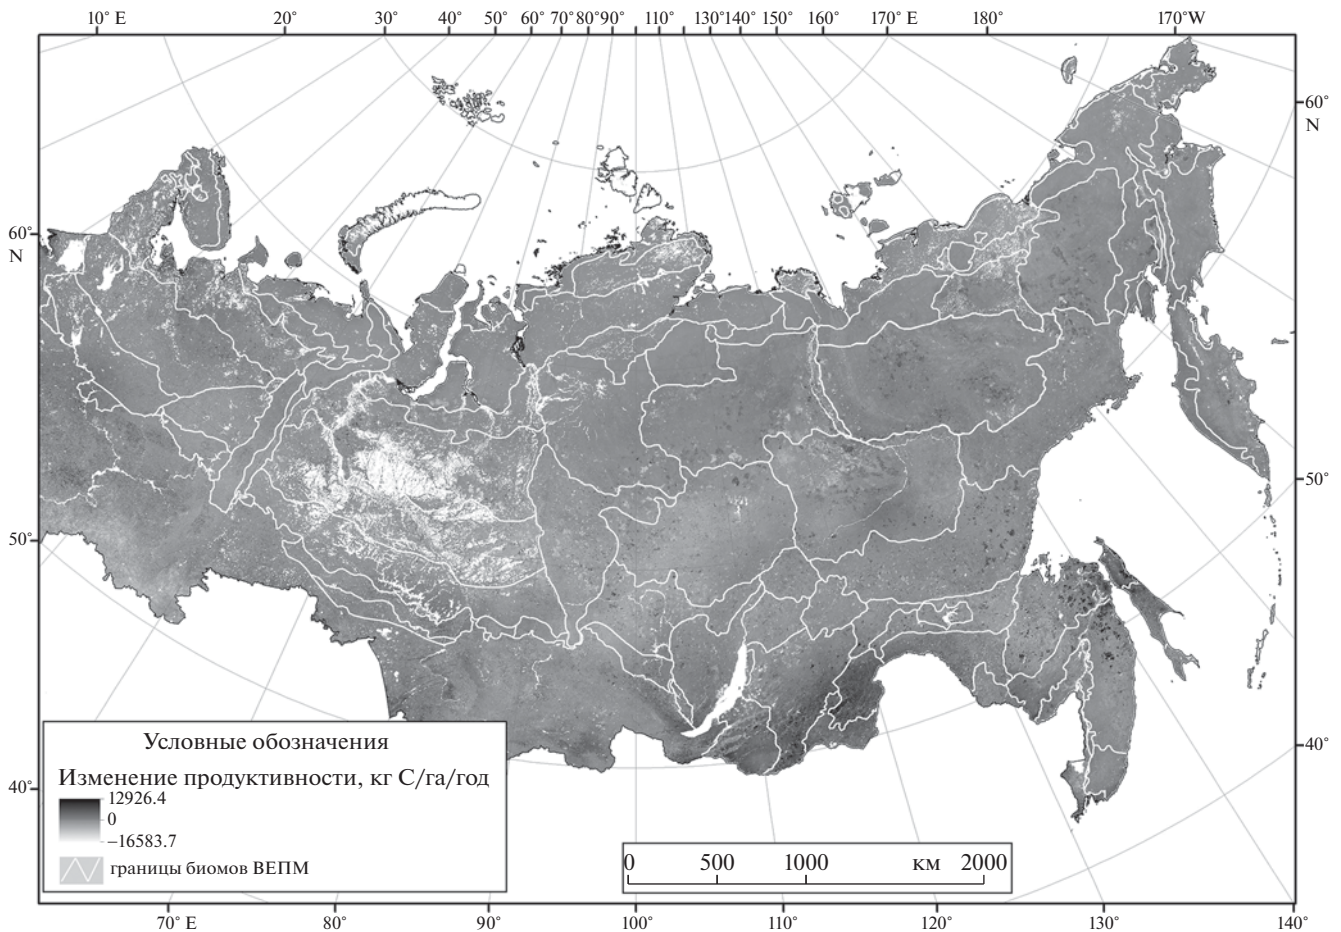 10° E 20° 30° 40° 50° 60° 70° 80° 90° 110° 130° 140° 150° 160° 170° E 180° 170°W
60°
N
60°
N
50°
50°
40°
40°
Условные обозначения
Изменение продуктивности, кг С/га/год
12926.4
0
−16583.7
границы биомов ВЕПМ
0 500 1000 км 2000
70° E 80° 90° 100° 110° 120° 130° 140°